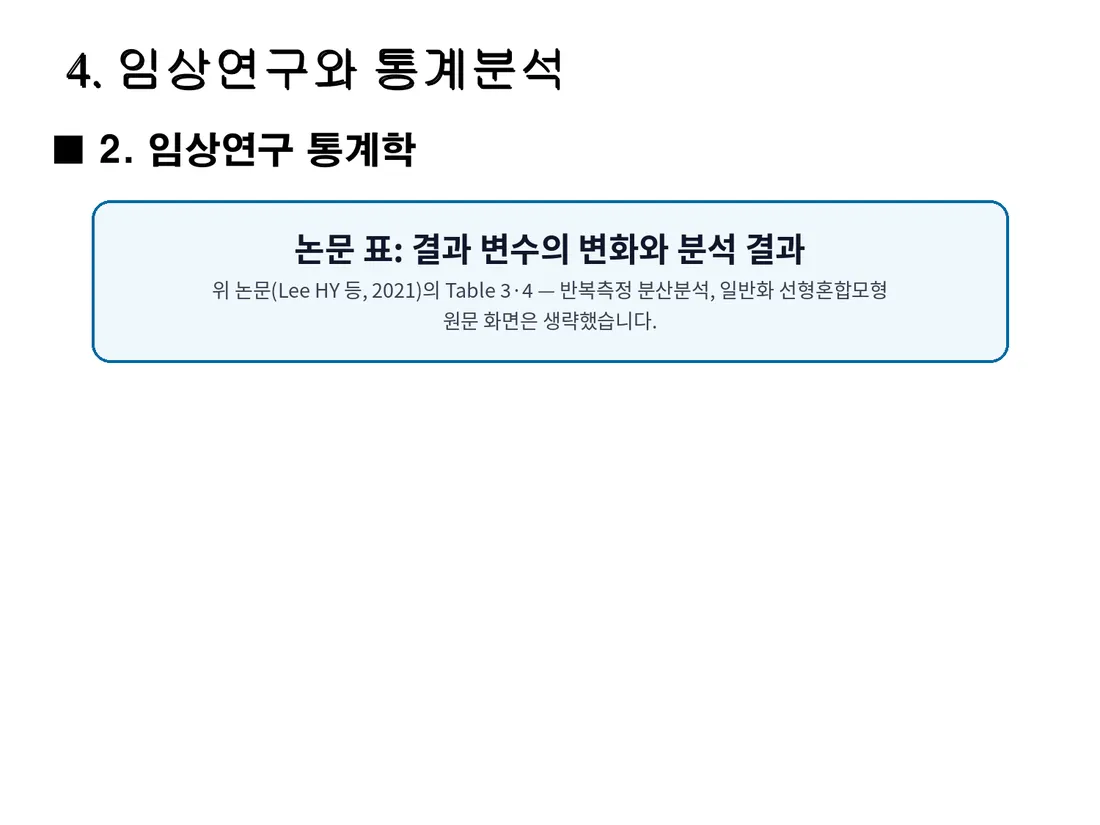 4. 임상연구와 통계분석
■ 2. 임상연구 통계학
논문 표: 결과 변수의 변화와 분석 결과
위 논문(Lee HY 등, 2021)의 Table 3·4 — 반복측정 분산분석, 일반화 선형혼합모형
원문 화면은 생략했습니다.